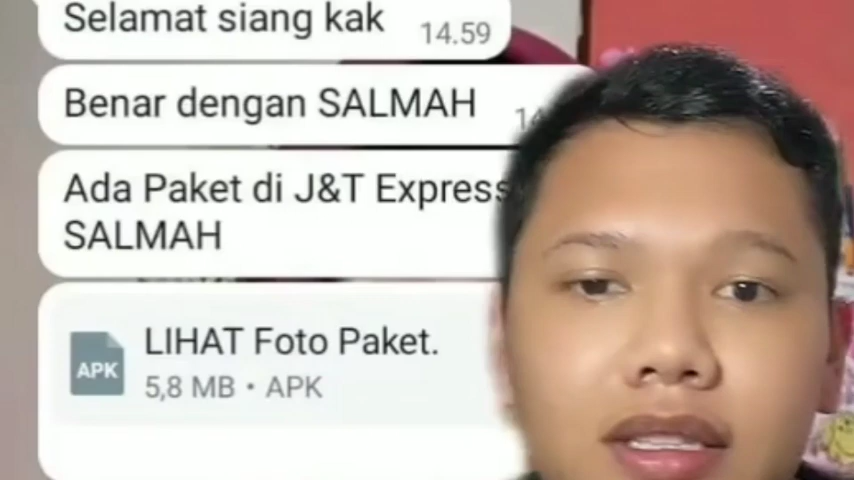 Selamat siang kak
14.59
Benar dengan SALMAH
Ada Paket di J&T Express
SALMAH
LIHAT Foto Paket.
APK
5,8 MB • APK